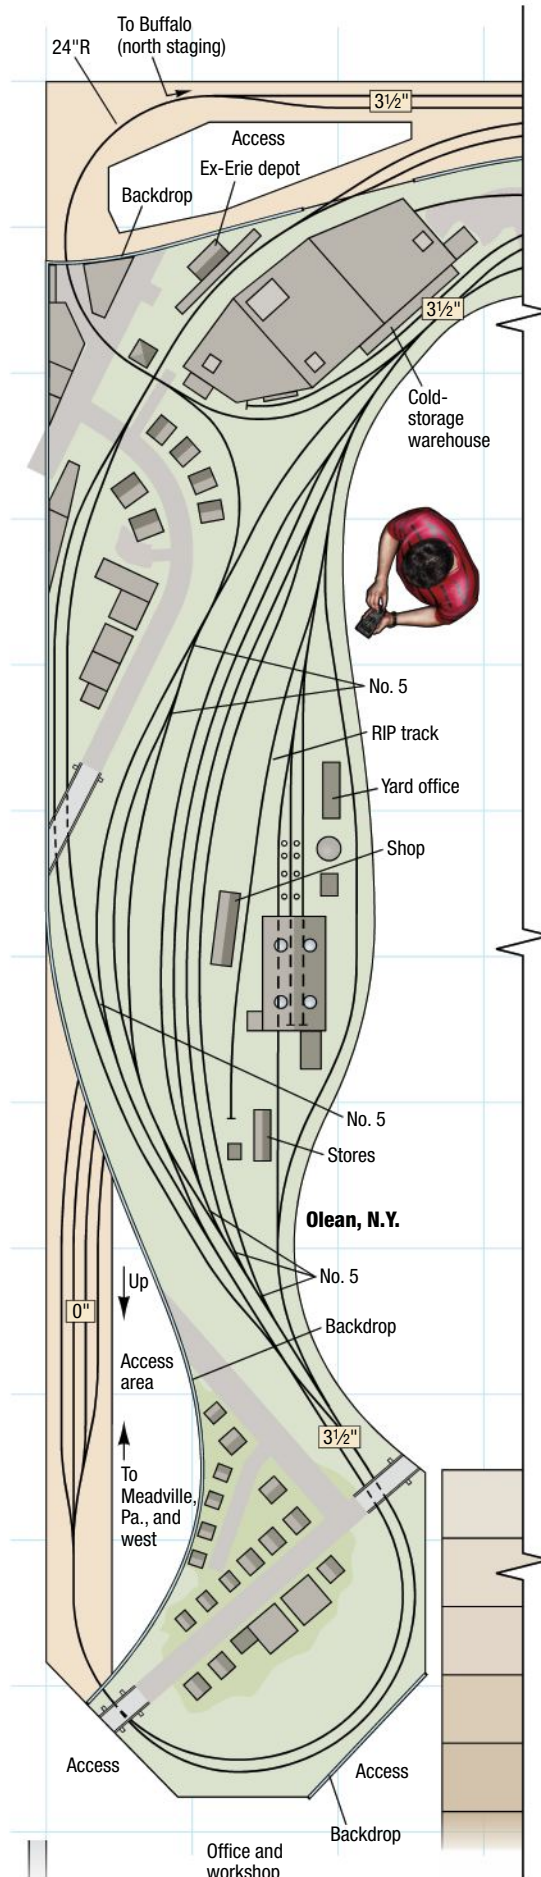 To Buffalo
(north staging)
24"R
3½"
Access
Ex-Erie depot
Backdrop
3½"
Cold-
storage
warehouse
No. 5
RIP track
Yard office
Shop
No. 5
Stores
Olean, N.Y.
No. 5
Up
0"
Backdrop
Access
area
3½"
To
Meadville,
Pa., and
west
Access
Access
Backdrop
Office and
workshop